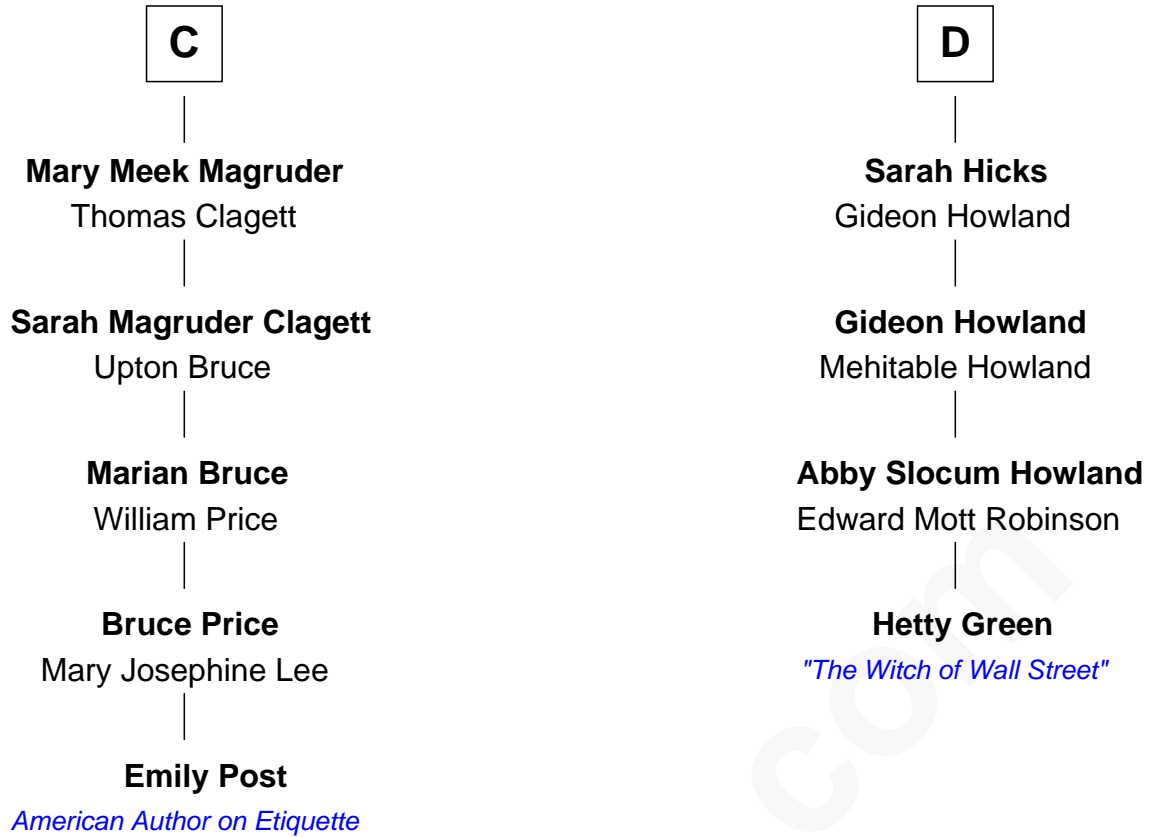 C
Mary Meek Magruder
Thomas Clagett
Sarah Magruder Clagett
Upton Bruce
Marian Bruce
William Price
Bruce Price
Mary Josephine Lee
Emily Post
American Author on Etiquette
D
Sarah Hicks
Gideon Howland
Gideon Howland
Mehitable Howland
Abby Slocum Howland
Edward Mott Robinson
Hetty Green
"The Witch of Wall Street"
com